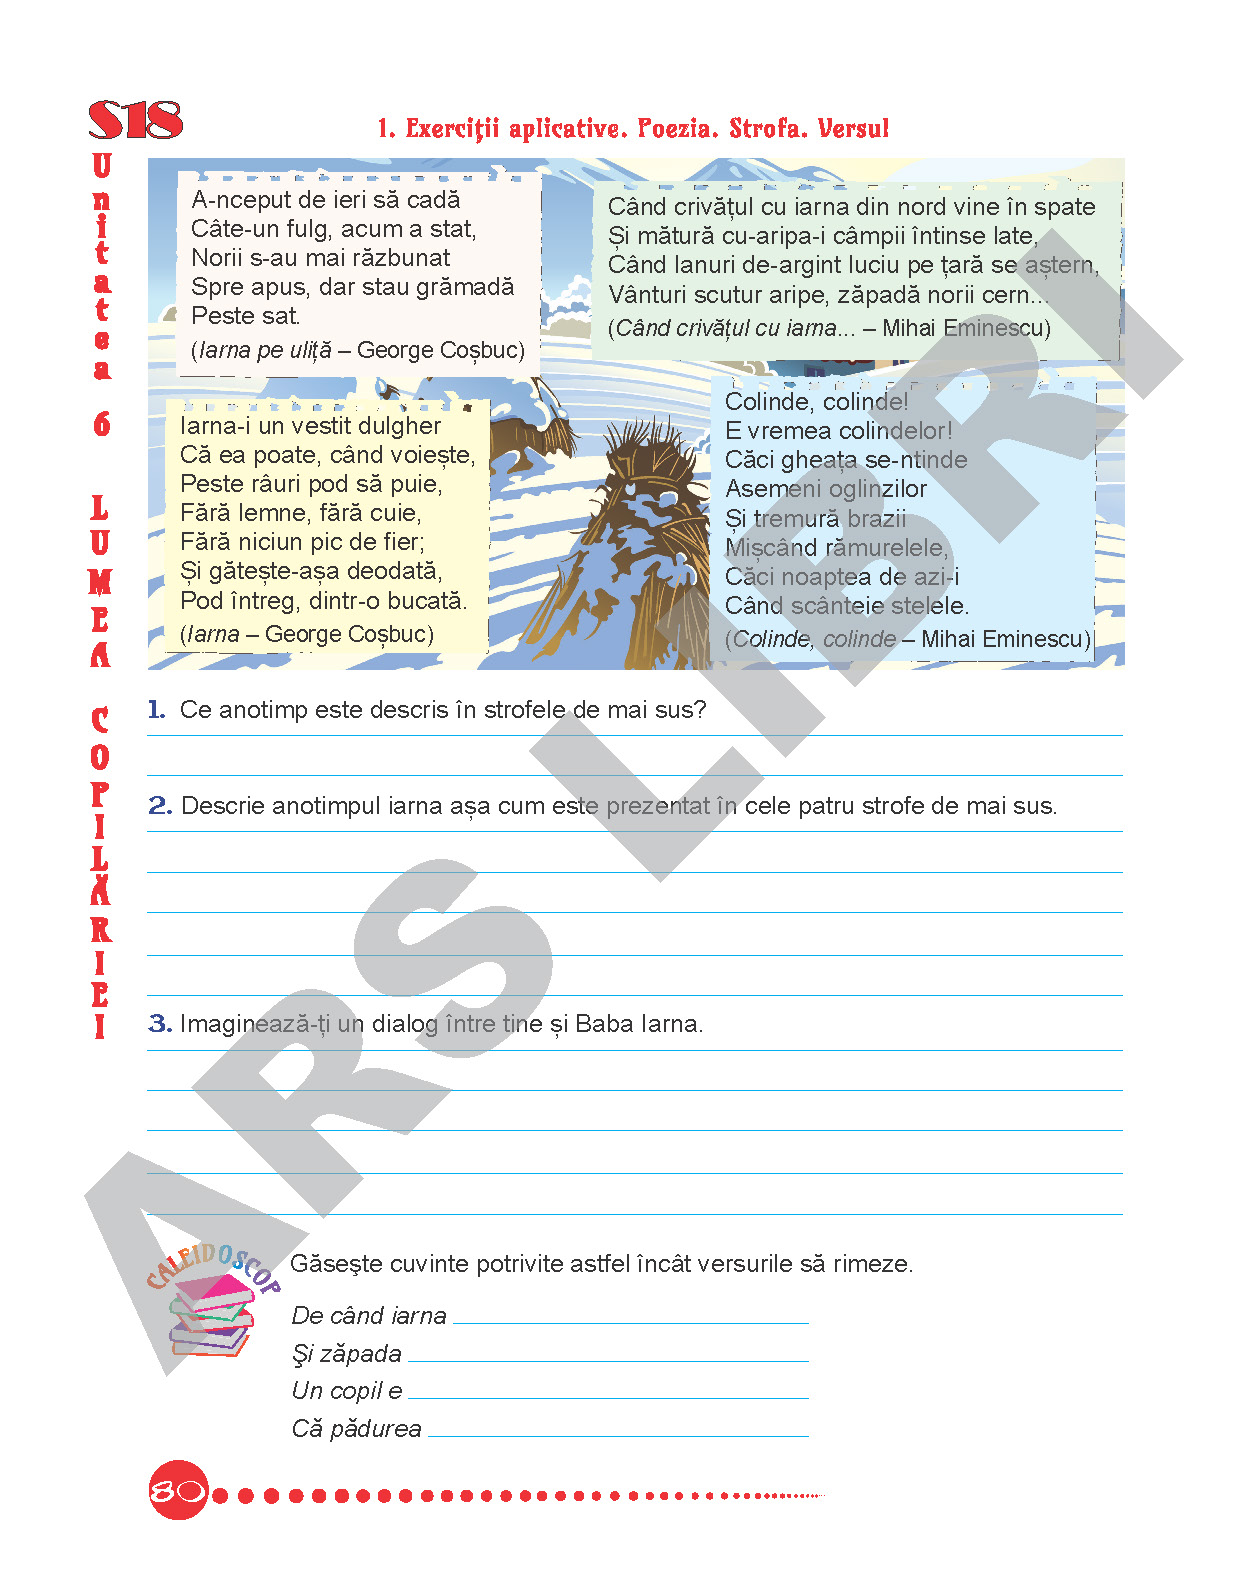 S18
Unitatea 6 LUMEA COPILĂRIEI
1. Exerciţii aplicative. Poezia. Strofa. Versul
A-nceput de ieri să cadă
Câte-un fulg, acum a stat,
Norii s-au mai răzbunat
Spre apus, dar stau grămadă
Peste sat.
(Iarna pe uliță – George Coșbuc)
Când crivățul cu iarna din nord vine în spate
Și mătură cu-aripa-i câmpii întinse late,
Când lanuri de-argint luciu pe țară se aștern,
Vânturi scutur aripe, zăpadă norii cern...
(Când crivățul cu iarna... – Mihai Eminescu)
Iarna-i un vestit dulgher
Că ea poate, când voiește,
Peste râuri pod să puie,
Fără lemne, fără cuie,
Fără niciun pic de fier;
Și gătește-așa deodată,
Pod întreg, dintr-o bucată.
(Iarna – George Coșbuc)
Colinde, colinde!
E vremea colindelor!
Căci gheața se-ntinde
Asemeni oglinzilor
Și tremură brazii
Mișcând rămurelele,
Căci noaptea de azi-i
Când scânteie stelele.
(Colinde, colinde – Mihai Eminescu)
1. Ce anotimp este descris în strofele de mai sus?
2. Descrie anotimpul iarna așa cum este prezentat în cele patru strofe de mai sus.
3. Imaginează-ți un dialog între tine și Baba Iarna.
CALEIDOSCOP
Găseşte cuvinte potrivite astfel încât versurile să rimeze.
De când iarna
Şi zăpada
Un copil e
Că pădurea
80
ARS LIBRI